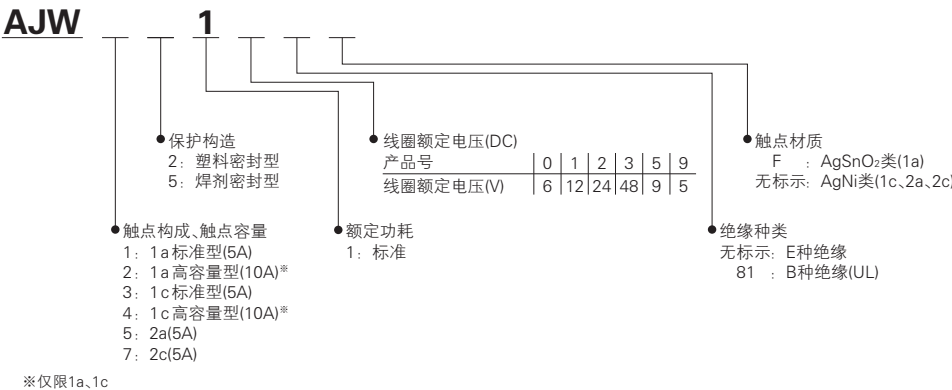 AJW 1
保护构造
2：塑料密封型
5：焊剂密封型
线圈额定电压(DC)
产品号 0 1 2 3 5 9
线圈额定电压(V) 6 12 24 48 9 5
触点材质
F ：AgSnO₂类(1a)
无标示：AgNi类(1c、2a、2c)
触点构成、触点容量
1：1a标准型(5A)
2：1a高容量型(10A)※
3：1c标准型(5A)
4：1c高容量型(10A)※
5：2a(5A)
7：2c(5A)
额定功耗
1：标准
绝缘种类
无标示：E种绝缘
81 ：B种绝缘(UL)
※仅限1a、1c